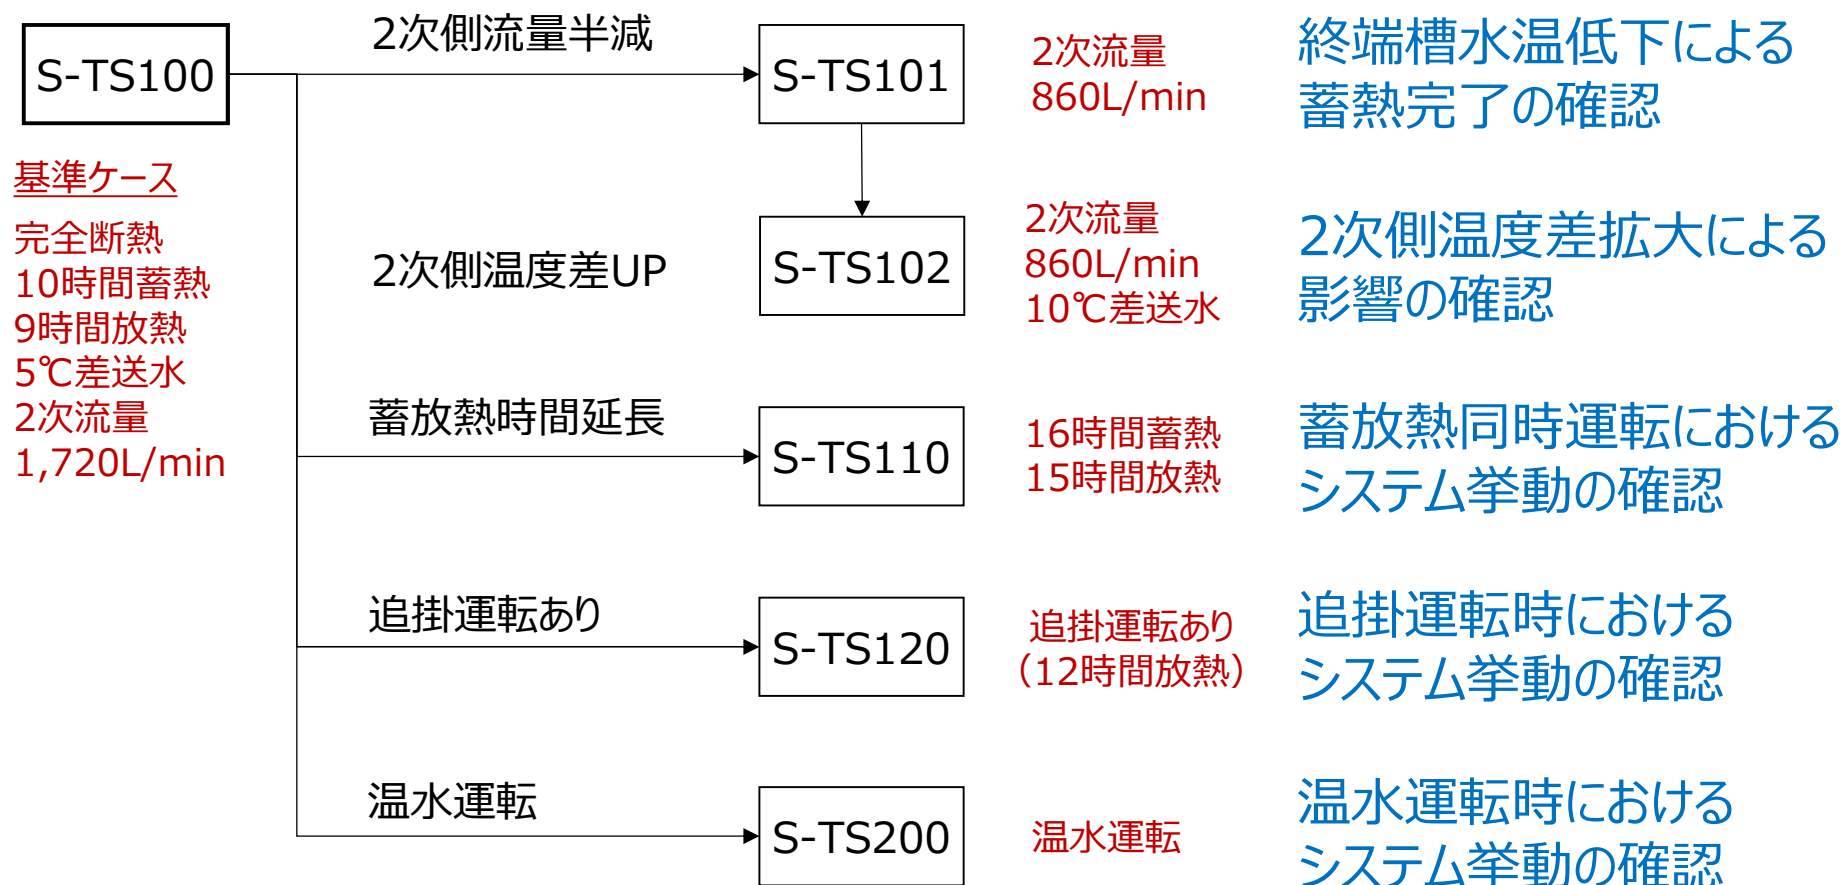 S-TS100
基準ケース
完全断熱
10時間蓄熱
9時間放熱
5℃差送水
2次流量
1,720L/min
2次側流量半減
S-TS101
2次流量
860L/min
終端槽水温低下による
蓄熱完了の確認
2次側温度差UP
S-TS102
2次流量
860L/min
10℃差送水
2次側温度差拡大による
影響の確認
蓄放熱時間延長
S-TS110
16時間蓄熱
15時間放熱
蓄放熱同時運転における
システム挙動の確認
追掛運転あり
S-TS120
追掛運転あり
（12時間放熱）
追掛運転時における
システム挙動の確認
温水運転
S-TS200
温水運転
温水運転時における
システム挙動の確認